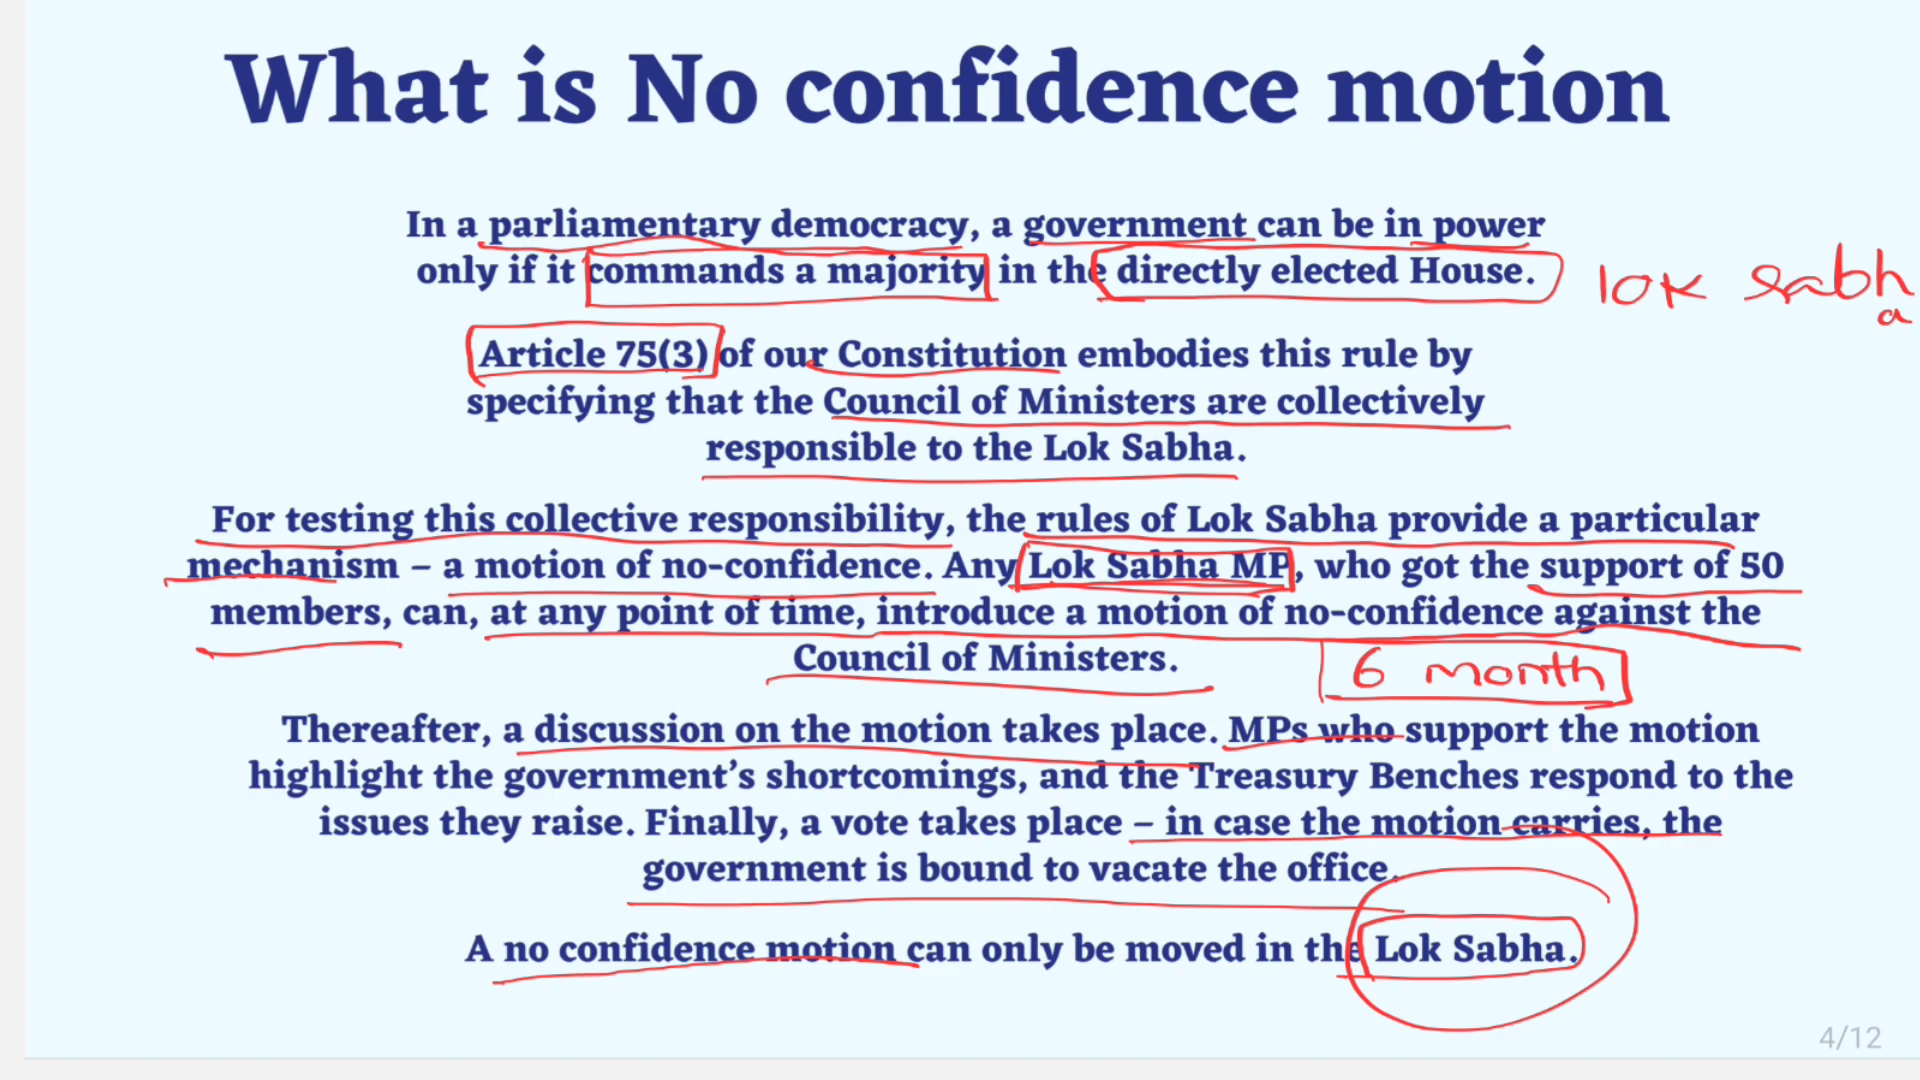 What is No confidence motion
In a parliamentary democracy, a government can be in power
only if it commands a majority in the directly elected House.
lok sabh
a
Article 75(3) of our Constitution embodies this rule by
specifying that the Council of Ministers are collectively
responsible to the Lok Sabha.
For testing this collective responsibility, the rules of Lok Sabha provide a particular
mechanism – a motion of no-confidence. Any Lok Sabha MP, who got the support of 50
members, can, at any point of time, introduce a motion of no-confidence against the
Council of Ministers.
6 month
Thereafter, a discussion on the motion takes place. MPs who support the motion
highlight the government’s shortcomings, and the Treasury Benches respond to the
issues they raise. Finally, a vote takes place – in case the motion carries, the
government is bound to vacate the office.
A no confidence motion can only be moved in the Lok Sabha.
4/12